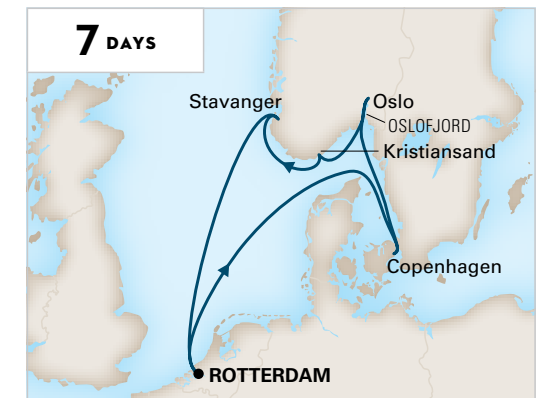 7 DAYS
Stavanger
Oslo
OSLOFJORD
Kristiansand
Copenhagen
ROTTERDAM